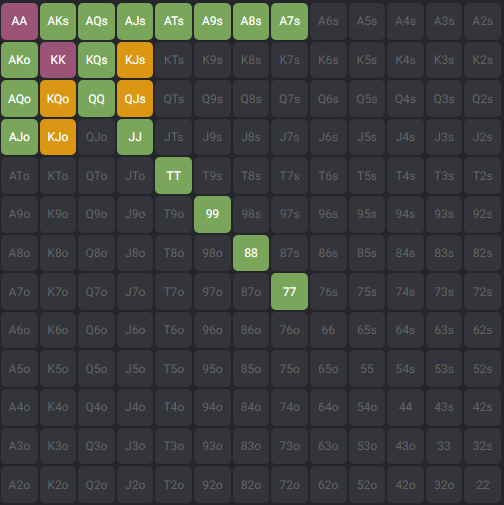 AA AKs AQs AJs ATs A9s A8s A7s A6s A5s A4s A3s A2s
AKo KK KQs KJs KTs K9s K8s K7s K6s K5s K4s K3s K2s
AQo KQo QQ QJs QTs Q9s Q8s Q7s Q6s Q5s Q4s Q3s Q2s
AJo KJo QJo JJ JTs J9s J8s J7s J6s J5s J4s J3s J2s
ATo KTo QTo JTo TT T9s T8s T7s T6s T5s T4s T3s T2s
A9o K9o Q9o J9o T9o 99 98s 97s 96s 95s 94s 93s 92s
A8o K8o Q8o J8o T8o 98o 88 87s 86s 85s 84s 83s 82s
A7o K7o Q7o J7o T7o 97o 87o 77 76s 75s 74s 73s 72s
A6o K6o Q6o J6o T6o 96o 86o 76o 66 65s 64s 63s 62s
A5o K5o Q5o J5o T5o 95o 85o 75o 65o 55 54s 53s 52s
A4o K4o Q4o J4o T4o 94o 84o 74o 64o 54o 44 43s 42s
A3o K3o Q3o J3o T3o 93o 83o 73o 63o 53o 43o 33 32s
A2o K2o Q2o J2o T2o 92o 82o 72o 62o 52o 42o 32o 22